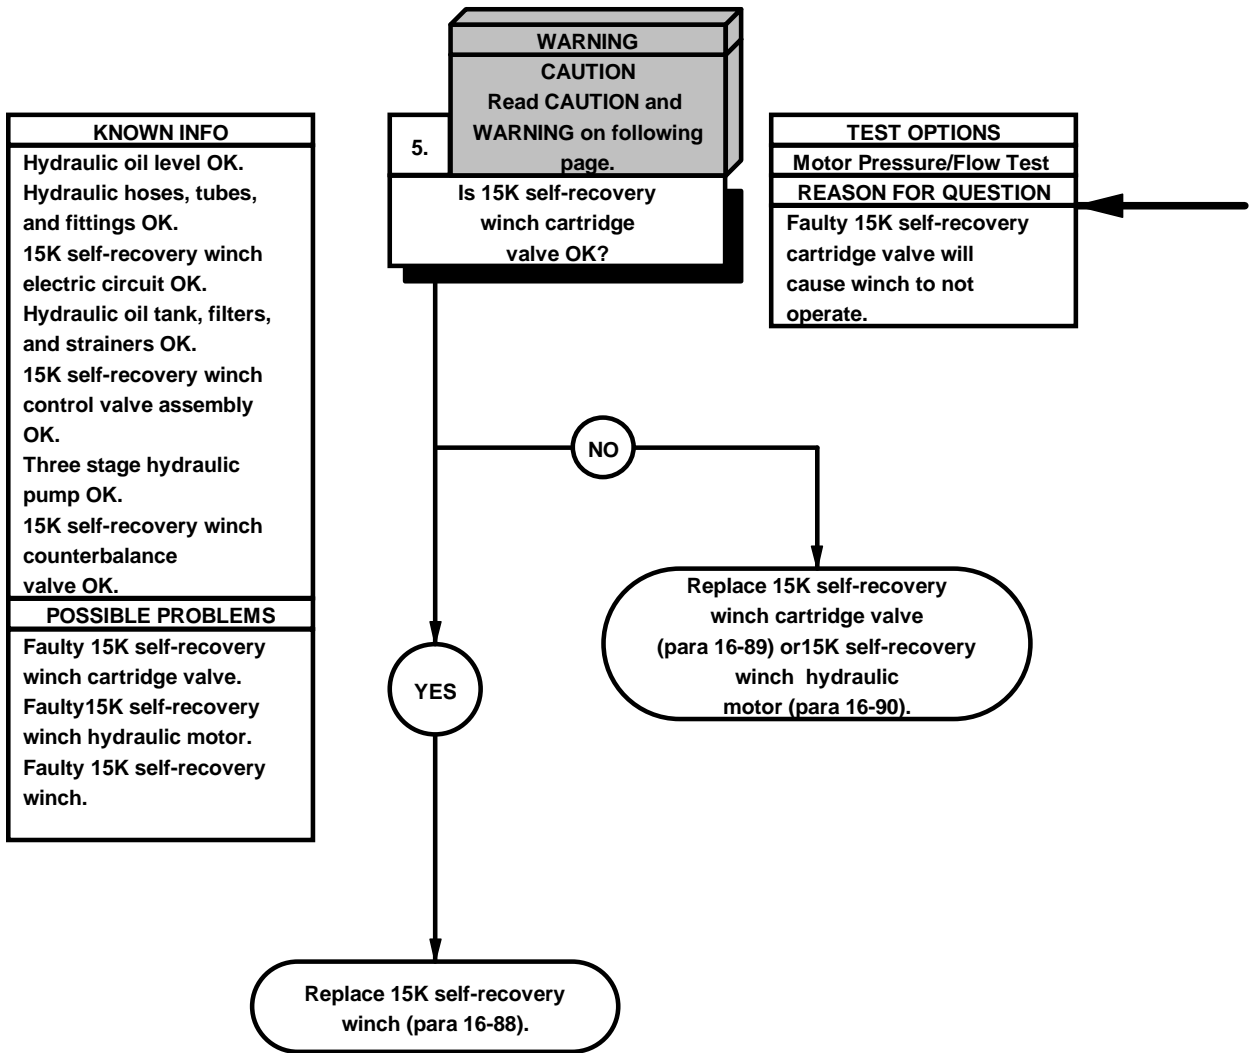 WARNING
CAUTION
Read CAUTION and
WARNING on following
page.
KNOWN INFO
Hydraulic oil level OK.
Hydraulic hoses, tubes,
and fittings OK.
15K self-recovery winch
electric circuit OK.
Hydraulic oil tank, filters,
and strainers OK.
15K self-recovery winch
control valve assembly
OK.
Three stage hydraulic
pump OK.
15K self-recovery winch
counterbalance
valve OK.
POSSIBLE PROBLEMS
Faulty 15K self-recovery
winch cartridge valve.
Faulty15K self-recovery
winch hydraulic motor.
Faulty 15K self-recovery
winch.
5.
Is 15K self-recovery
winch cartridge
valve OK?
TEST OPTIONS
Motor Pressure/Flow Test
REASON FOR QUESTION
Faulty 15K self-recovery
cartridge valve will
cause winch to not
operate.
NO
Replace 15K self-recovery
winch cartridge valve
(para 16-89) or15K self-recovery
winch hydraulic
motor (para 16-90).
YES
Replace 15K self-recovery
winch (para 16-88).